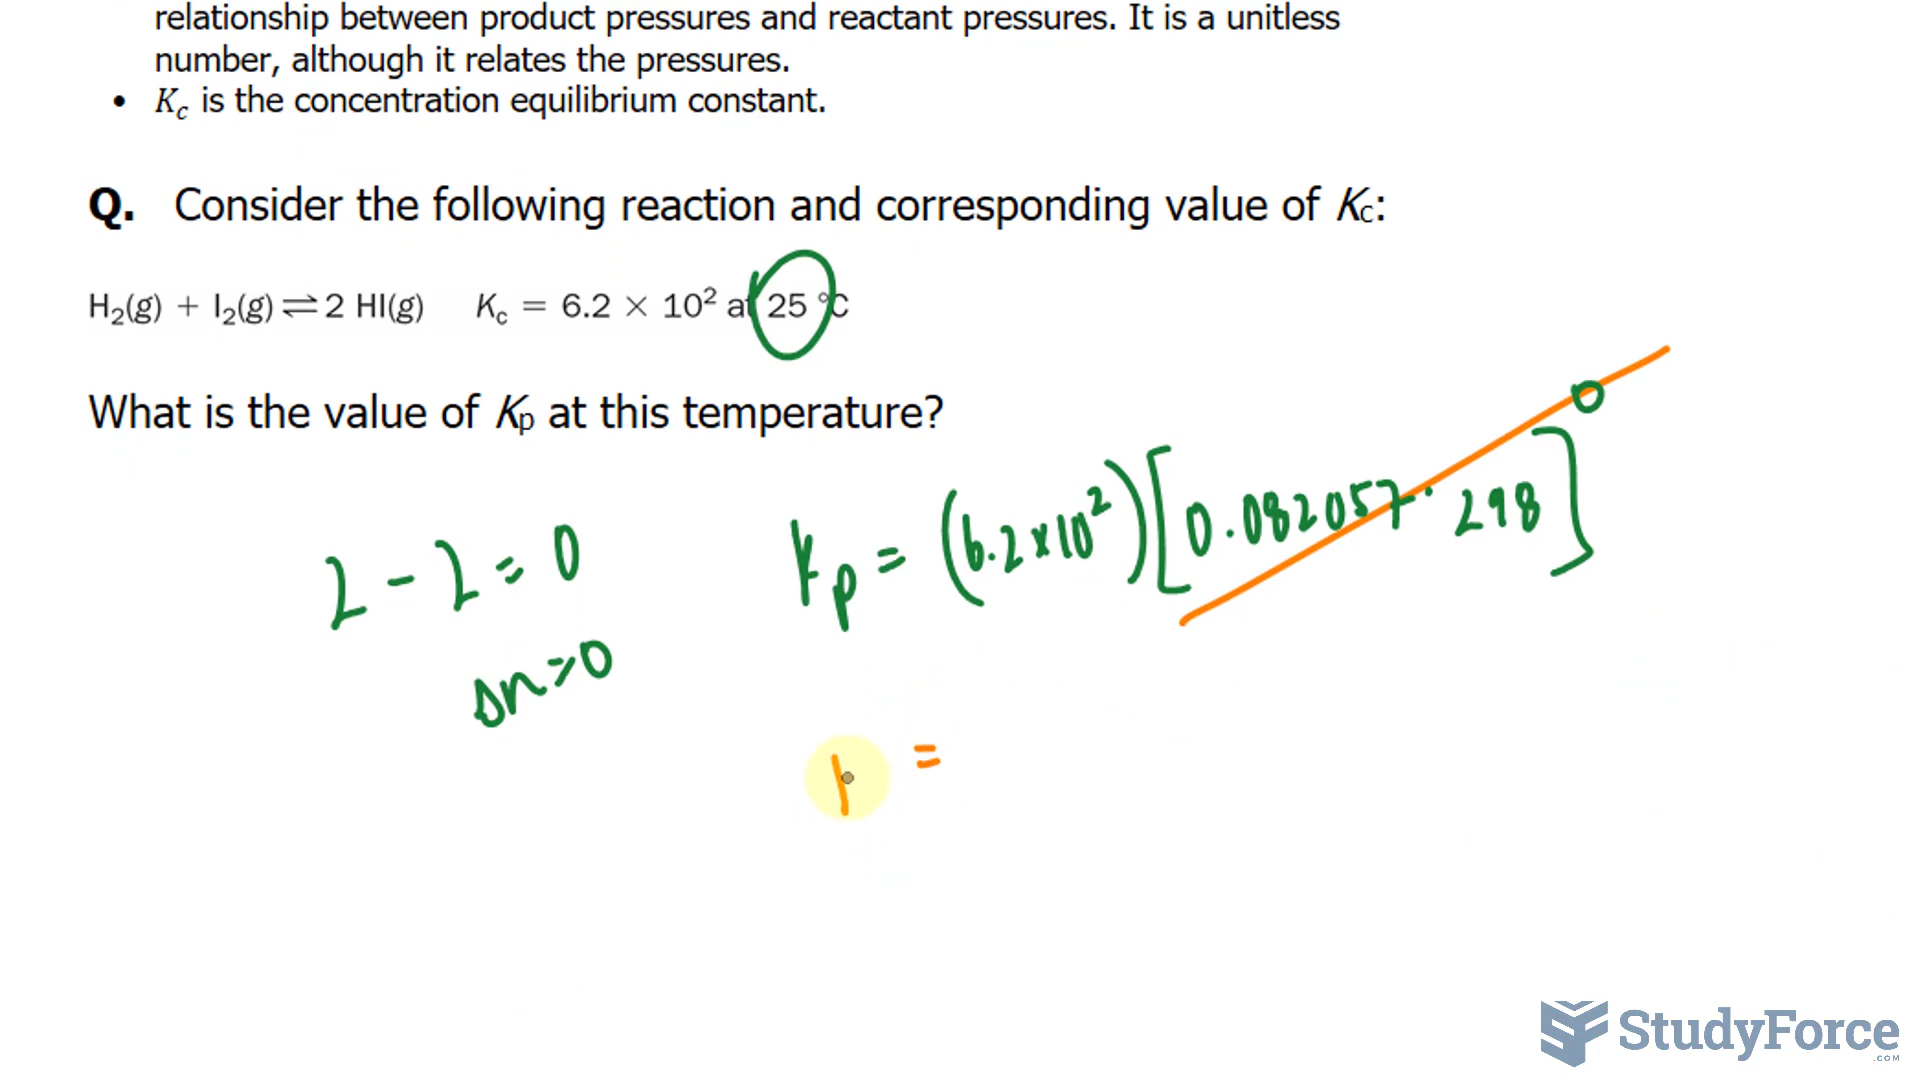 relationship between product pressures and reactant pressures. It is a unitless
number, although it relates the pressures.
• Kc is the concentration equilibrium constant.
Q. Consider the following reaction and corresponding value of Kc:
H₂(g) + I₂(g) ⇌ 2 HI(g) Kc = 6.2 × 10² at 25 °C
What is the value of Kp at this temperature?
2 - 2 = 0
Δn = 0
Kp = (6.2×10²)[0.082057 · 298]⁰
=
StudyForce
.COM